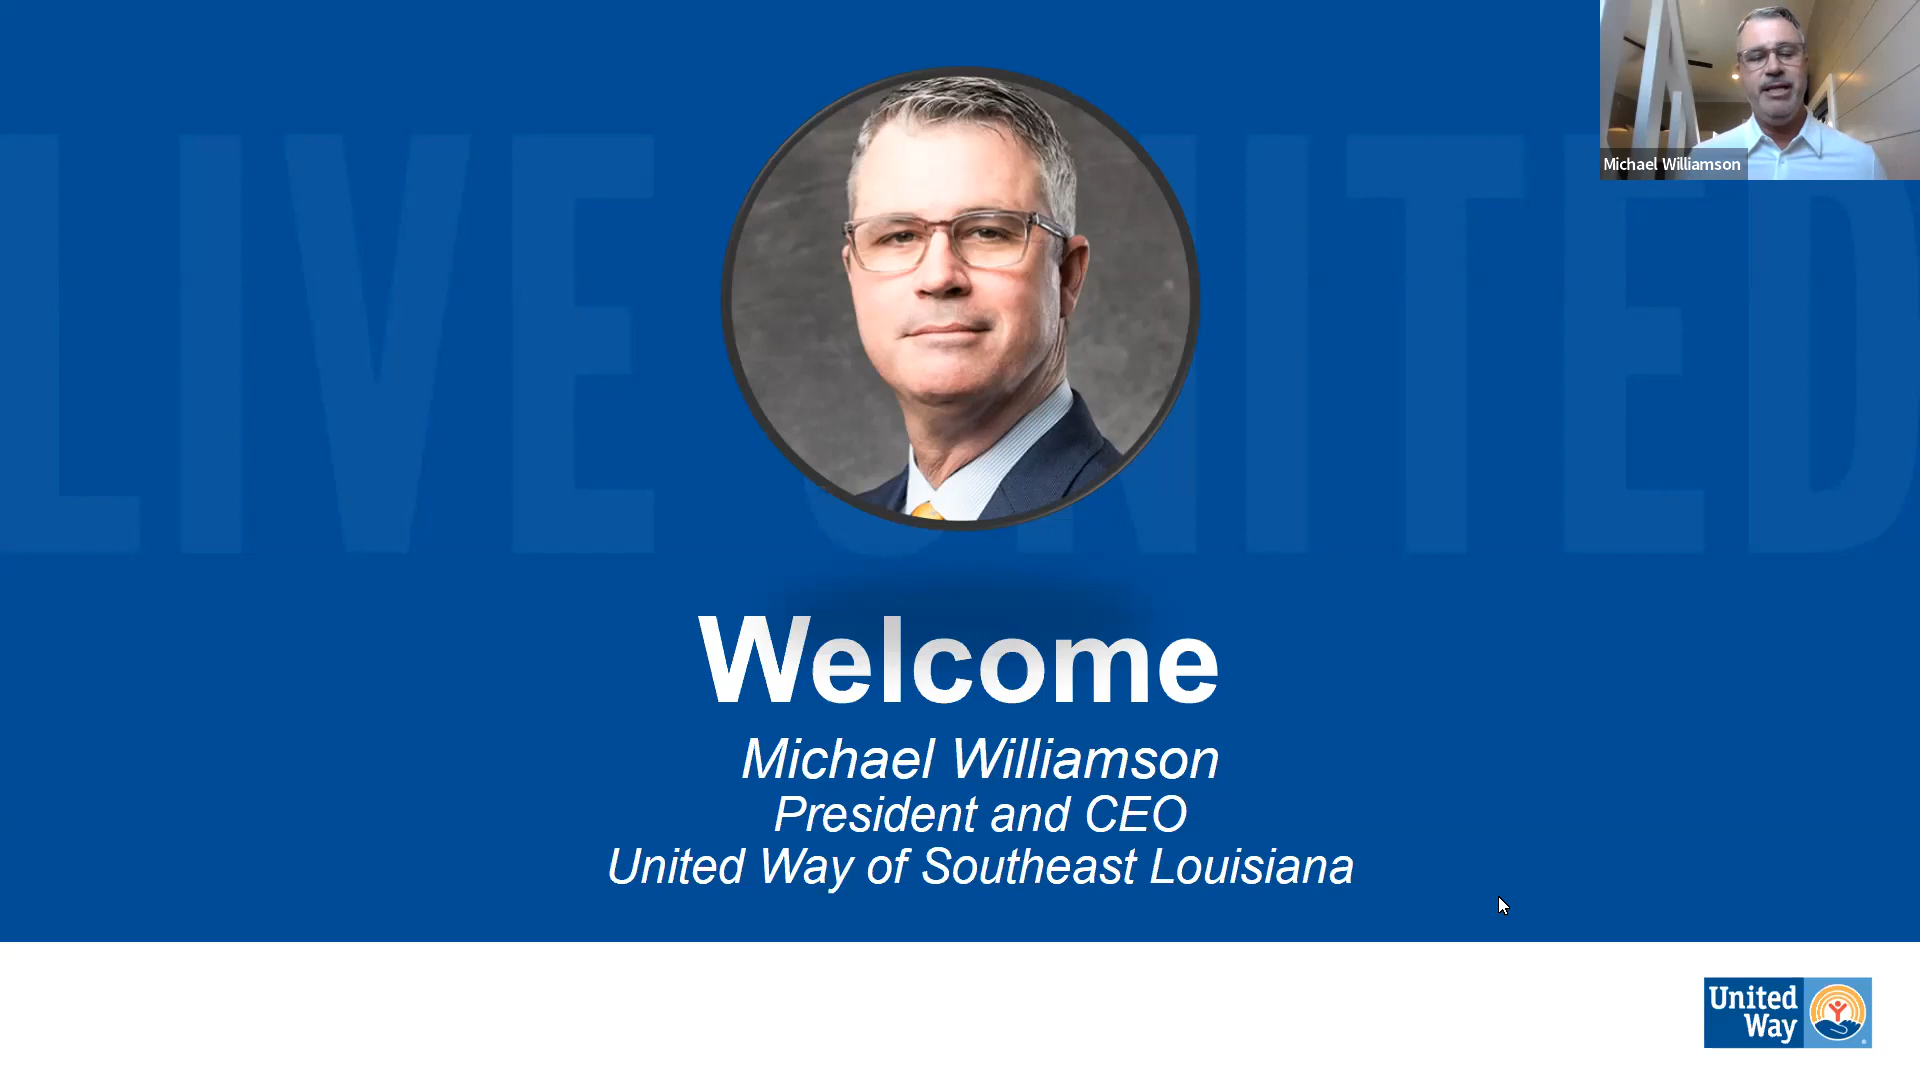 LIVE UNITED
Michael Williamson
Welcome
Michael Williamson
President and CEO
United Way of Southeast Louisiana
United
Way